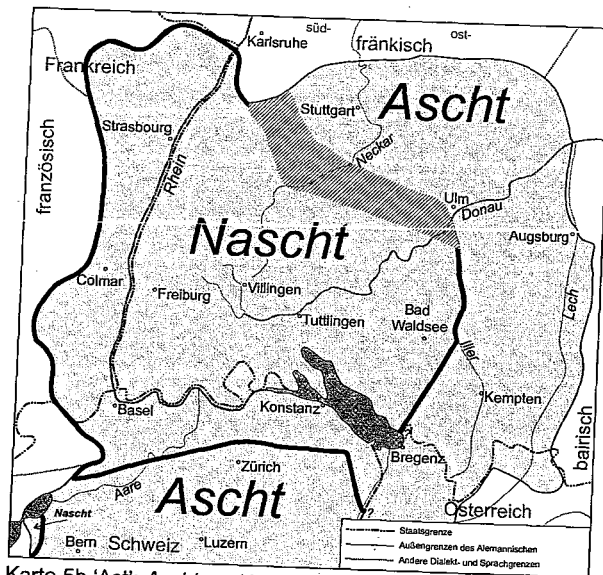 süd-
ost-
Karlsruhe
fränkisch
Frankreich
Ascht
Stuttgart
Strasbourg
französisch
Neckar
Rhein
Ulm
Donau
Nascht
Augsburg
Colmar
Villingen
Freiburg
Bad
Waldsee
Lech
Tuttlingen
Iller
Kempten
Basel
Konstanz
bairisch
Bregenz
Zürich
Aare
Ascht
Nascht
?
Österreich
Bern Schweiz Luzern
Staatsgrenze
Außengrenzen des Alemannischen
Andere Dialekt- und Sprachgrenzen
Karte 5b